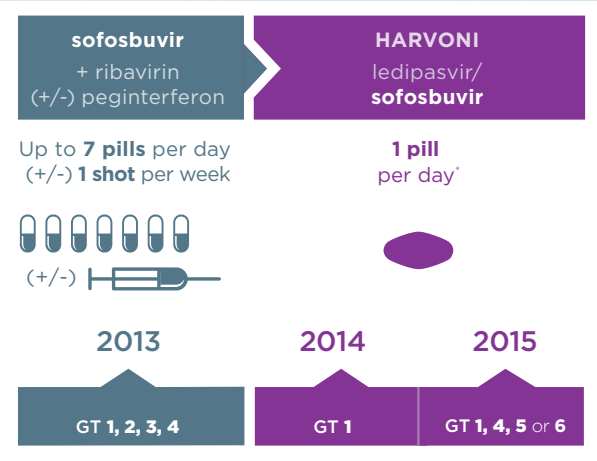 sofosbuvir
+ ribavirin
(+/-) peginterferon
HARVONI
ledipasvir/
sofosbuvir
Up to 7 pills per day
(+/-) 1 shot per week
1 pill
per day*
(+/-)
2013
2014
2015
GT 1, 2, 3, 4
GT 1
GT 1, 4, 5 or 6